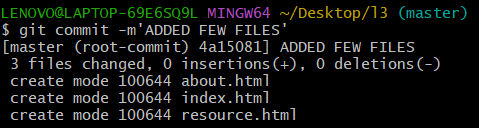 LENOVO@LAPTOP-69E6SQ9L MINGW64 ~/Desktop/l3 (master)
$ git commit -m'ADDED FEW FILES'
[master (root-commit) 4a15081] ADDED FEW FILES
 3 files changed, 0 insertions(+), 0 deletions(-)
 create mode 100644 about.html
 create mode 100644 index.html
 create mode 100644 resource.html